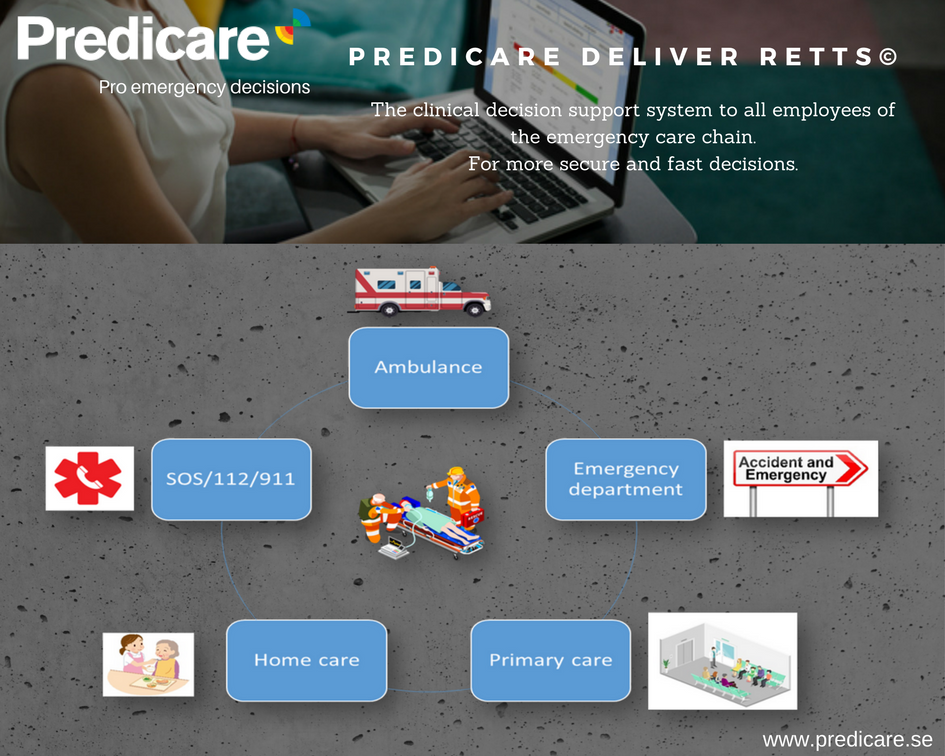 Predicare
Pro emergency decisions
PREDICARE DELIVER RETTS©
The clinical decision support system to all employees of
the emergency care chain.
For more secure and fast decisions.
Ambulance
SOS/112/911
Emergency
department
Accident and
Emergency
Home care
Primary care
www.predicare.se